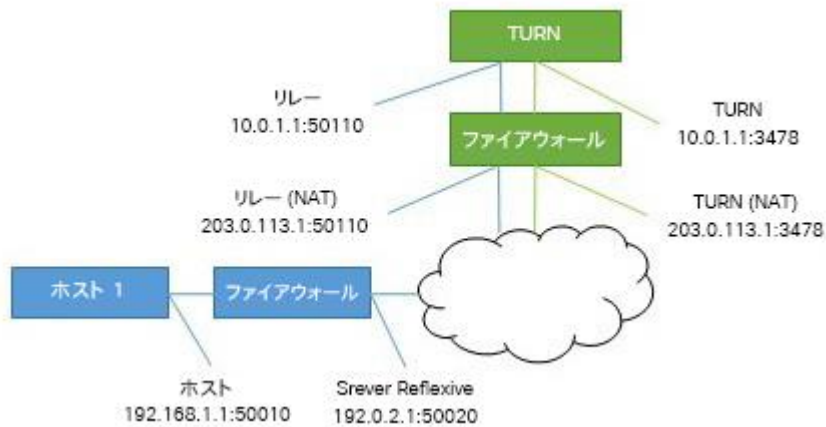 TURN
リレー
10.0.1.1:50110
TURN
10.0.1.1:3478
ファイアウォール
リレー (NAT)
203.0.113.1:50110
TURN (NAT)
203.0.113.1:3478
ホスト 1
ファイアウォール
ホスト
192.168.1.1:50010
Srever Reflexive
192.0.2.1:50020